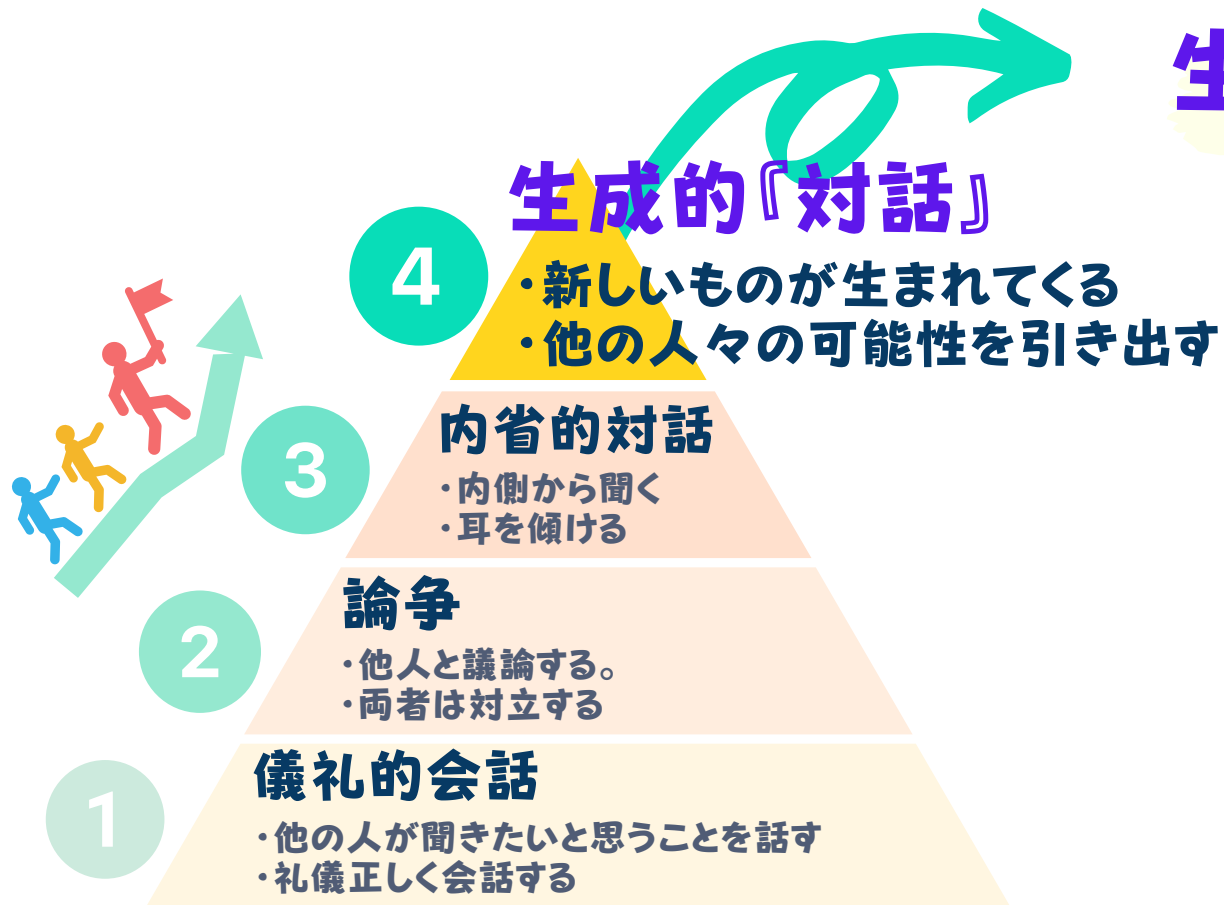 生
生成的『対話』
4
・新しいものが生まれてくる
・他の人々の可能性を引き出す
3
内省的対話
・内側から聞く
・耳を傾ける
2
論争
・他人と議論する。
・両者は対立する
1
儀礼的会話
・他の人が聞きたいと思うことを話す
・礼儀正しく会話する